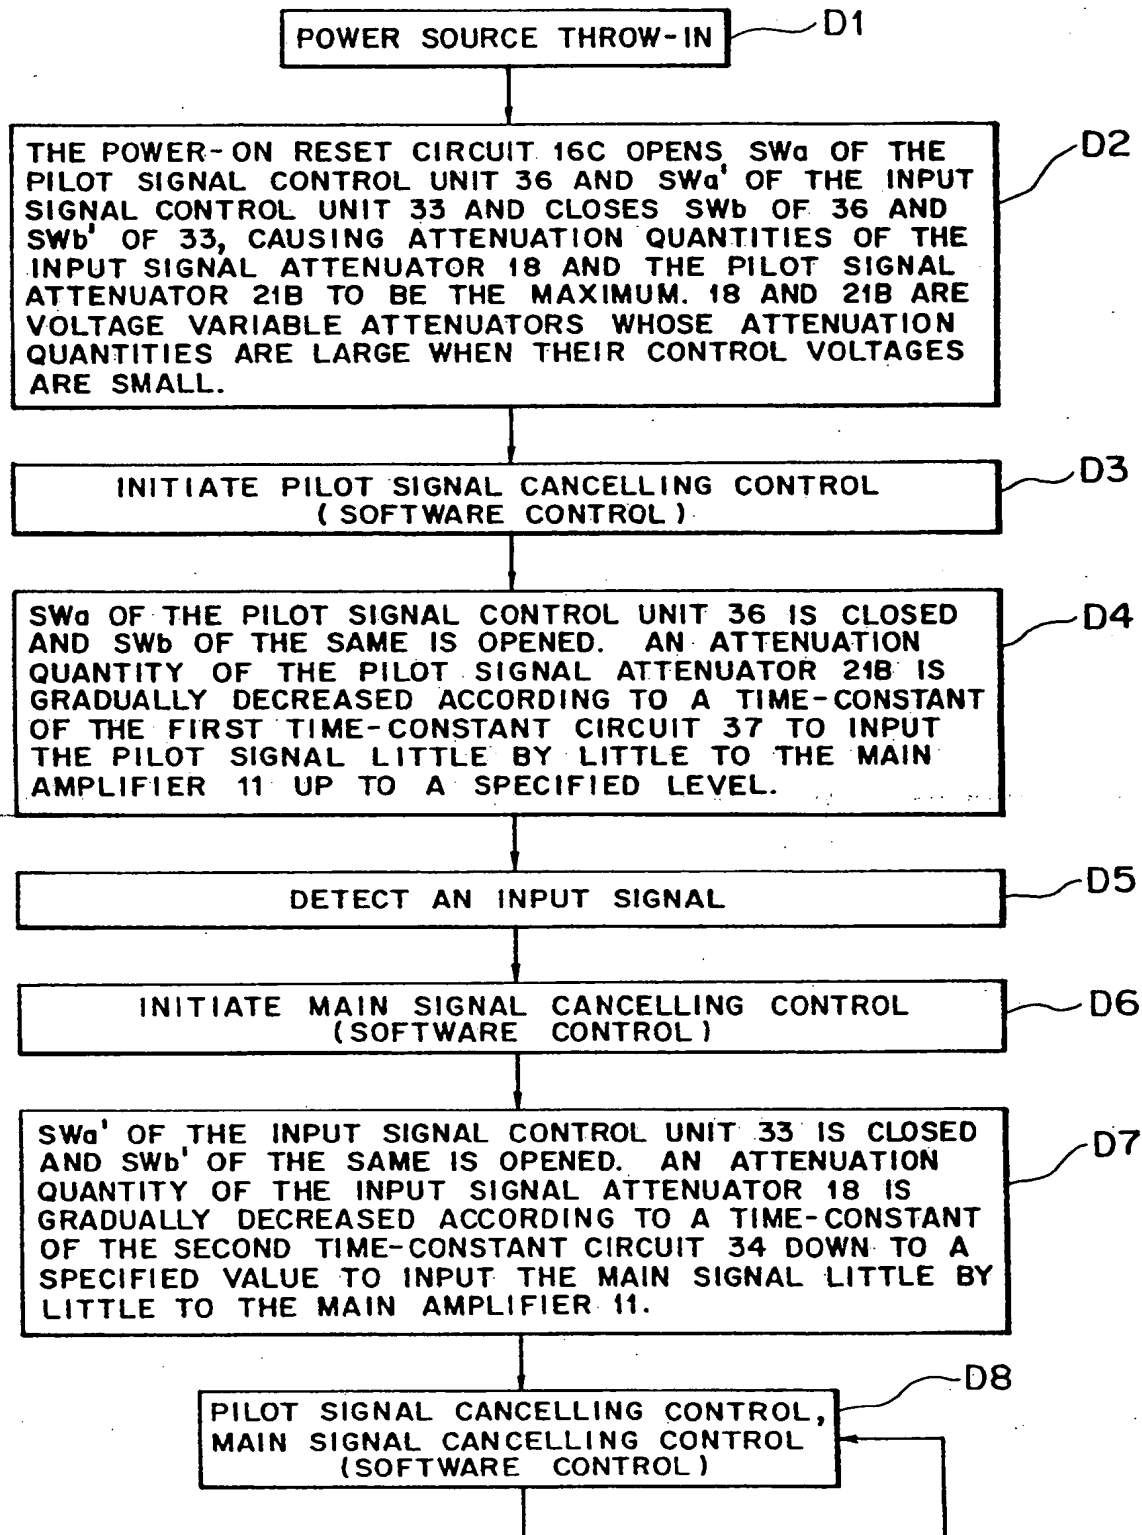 POWER SOURCE THROW-IN
D1
THE POWER-ON RESET CIRCUIT 16C OPENS SWa OF THE
PILOT SIGNAL CONTROL UNIT 36 AND SWa' OF THE INPUT
SIGNAL CONTROL UNIT 33 AND CLOSES SWb OF 36 AND
SWb' OF 33, CAUSING ATTENUATION QUANTITIES OF THE
INPUT SIGNAL ATTENUATOR 18 AND THE PILOT SIGNAL
ATTENUATOR 21B TO BE THE MAXIMUM. 18 AND 21B ARE
VOLTAGE VARIABLE ATTENUATORS WHOSE ATTENUATION
QUANTITIES ARE LARGE WHEN THEIR CONTROL VOLTAGES
ARE SMALL.
D2
INITIATE PILOT SIGNAL CANCELLING CONTROL
(SOFTWARE CONTROL)
D3
SWa OF THE PILOT SIGNAL CONTROL UNIT 36 IS CLOSED
AND SWb OF THE SAME IS OPENED. AN ATTENUATION
QUANTITY OF THE PILOT SIGNAL ATTENUATOR 21B IS
GRADUALLY DECREASED ACCORDING TO A TIME-CONSTANT
OF THE FIRST TIME-CONSTANT CIRCUIT 37 TO INPUT
THE PILOT SIGNAL LITTLE BY LITTLE TO THE MAIN
AMPLIFIER 11 UP TO A SPECIFIED LEVEL.
D4
DETECT AN INPUT SIGNAL
D5
INITIATE MAIN SIGNAL CANCELLING CONTROL
(SOFTWARE CONTROL)
D6
SWa' OF THE INPUT SIGNAL CONTROL UNIT 33 IS CLOSED
AND SWb' OF THE SAME IS OPENED. AN ATTENUATION
QUANTITY OF THE INPUT SIGNAL ATTENUATOR 18 IS
GRADUALLY DECREASED ACCORDING TO A TIME-CONSTANT
OF THE SECOND TIME-CONSTANT CIRCUIT 34 DOWN TO A
SPECIFIED VALUE TO INPUT THE MAIN SIGNAL LITTLE BY
LITTLE TO THE MAIN AMPLIFIER 11.
D7
PILOT SIGNAL CANCELLING CONTROL,
MAIN SIGNAL CANCELLING CONTROL
(SOFTWARE CONTROL)
D8